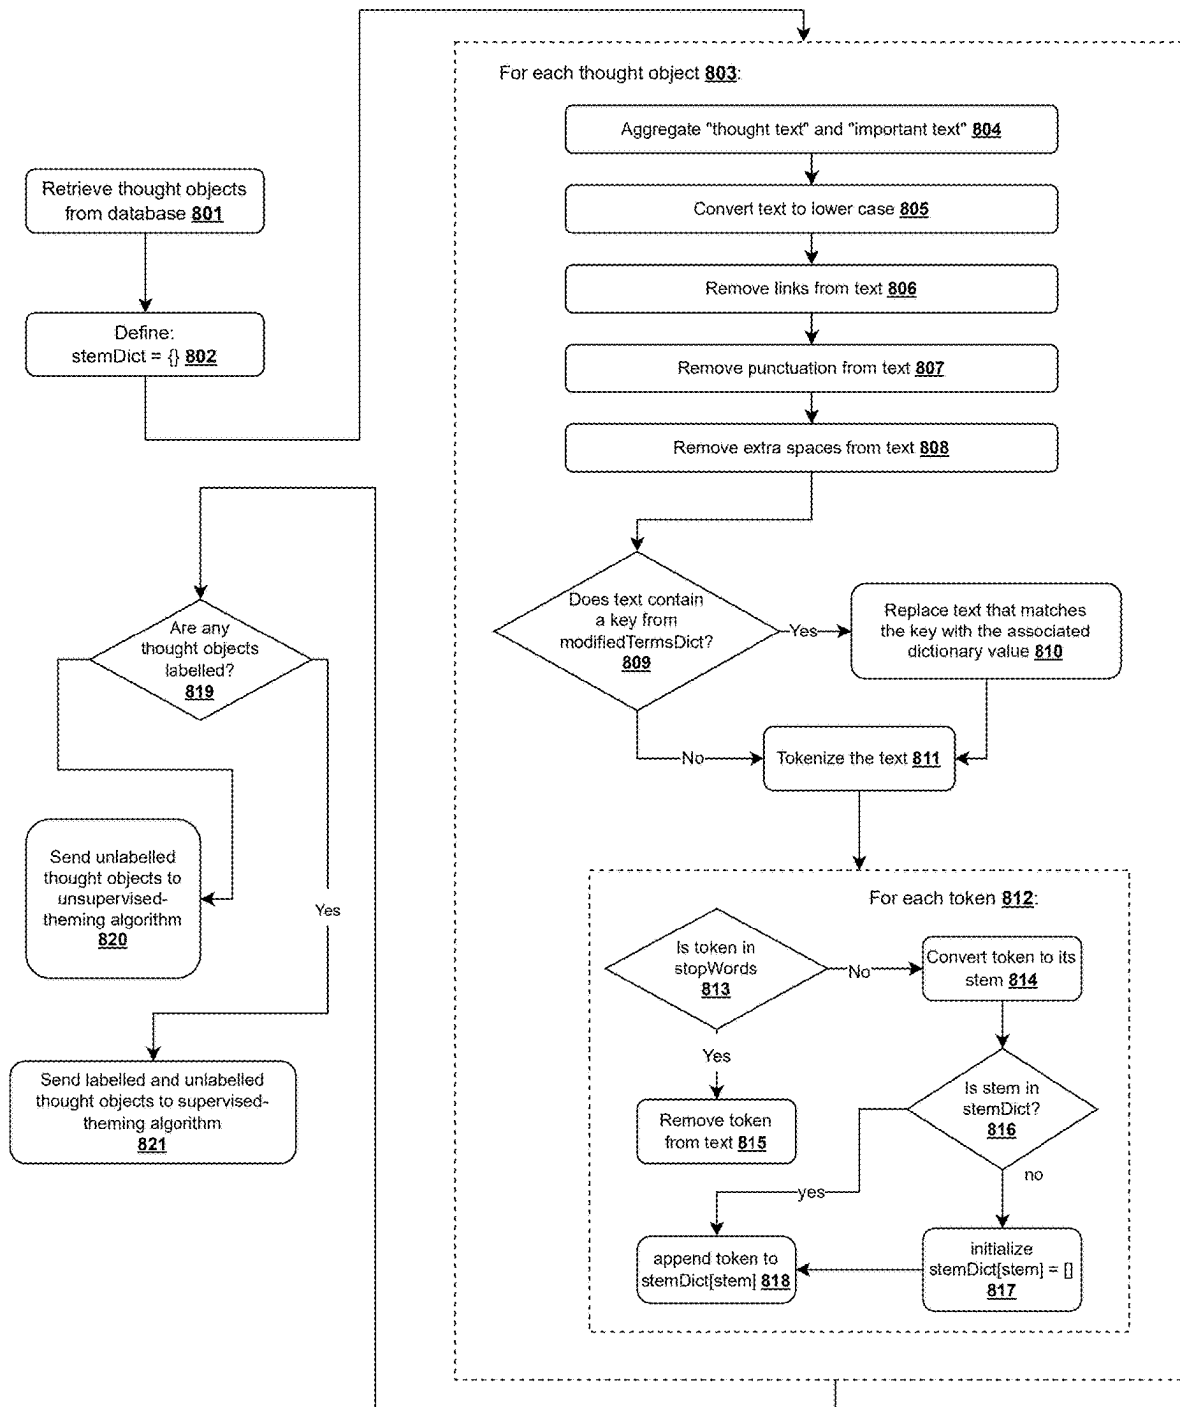 Retrieve thought objects
from database 801
Define:
stemDict = {} 802
For each thought object 803:
Aggregate "thought text" and "important text" 804
Convert text to lower case 805
Remove links from text 806
Remove punctuation from text 807
Remove extra spaces from text 808
Does text contain
a key from
modifiedTermsDict?
809
Yes
Replace text that matches
the key with the associated
dictionary value 810
No
Tokenize the text 811
For each token 812:
Is token in
stopWords
813
No
Convert token to its
stem 814
Yes
Remove token
from text 815
Is stem in
stemDict?
816
yes
no
append token to
stemDict[stem] 818
initialize
stemDict[stem] = []
817
Are any
thought objects
labelled?
819
Send unlabelled
thought objects to
unsupervised-
theming algorithm
820
Yes
Send labelled and unlabelled
thought objects to supervised-
theming algorithm
821